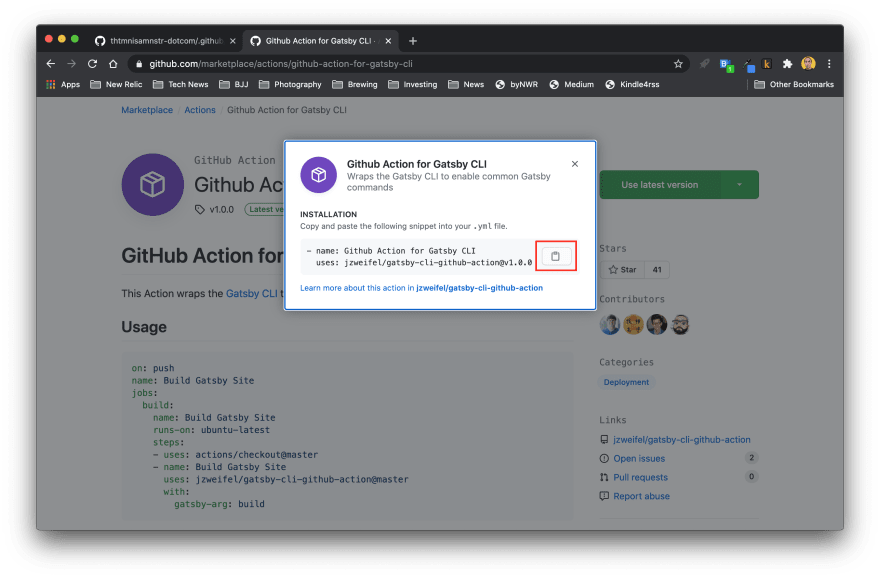 thtmnisamnstr-dotcom/.github
Github Action for Gatsby CLI ·
github.com/marketplace/actions/github-action-for-gatsby-cli
Apps New Relic Tech News BJJ Photography Brewing Investing News byNWR Medium Kindle4rss Other Bookmarks
Marketplace / Actions / Github Action for Gatsby CLI
GitHub Action
Github Ac
v1.0.0 Latest ve
Use latest version
Github Action for Gatsby CLI
Wraps the Gatsby CLI to enable common Gatsby
commands
INSTALLATION
Copy and paste the following snippet into your .yml file.
- name: Github Action for Gatsby CLI
uses: jzweifel/gatsby-cli-github-action@v1.0.0
Learn more about this action in jzweifel/gatsby-cli-github-action
GitHub Action for
This Action wraps the Gatsby CLI t
Usage
on: push
name: Build Gatsby Site
jobs:
build:
name: Build Gatsby Site
runs-on: ubuntu-latest
steps:
- uses: actions/checkout@master
- name: Build Gatsby Site
uses: jzweifel/gatsby-cli-github-action@master
with:
gatsby-arg: build
Stars
Star 41
Contributors
Categories
Deployment
Links
jzweifel/gatsby-cli-github-action
Open issues 2
Pull requests 0
Report abuse